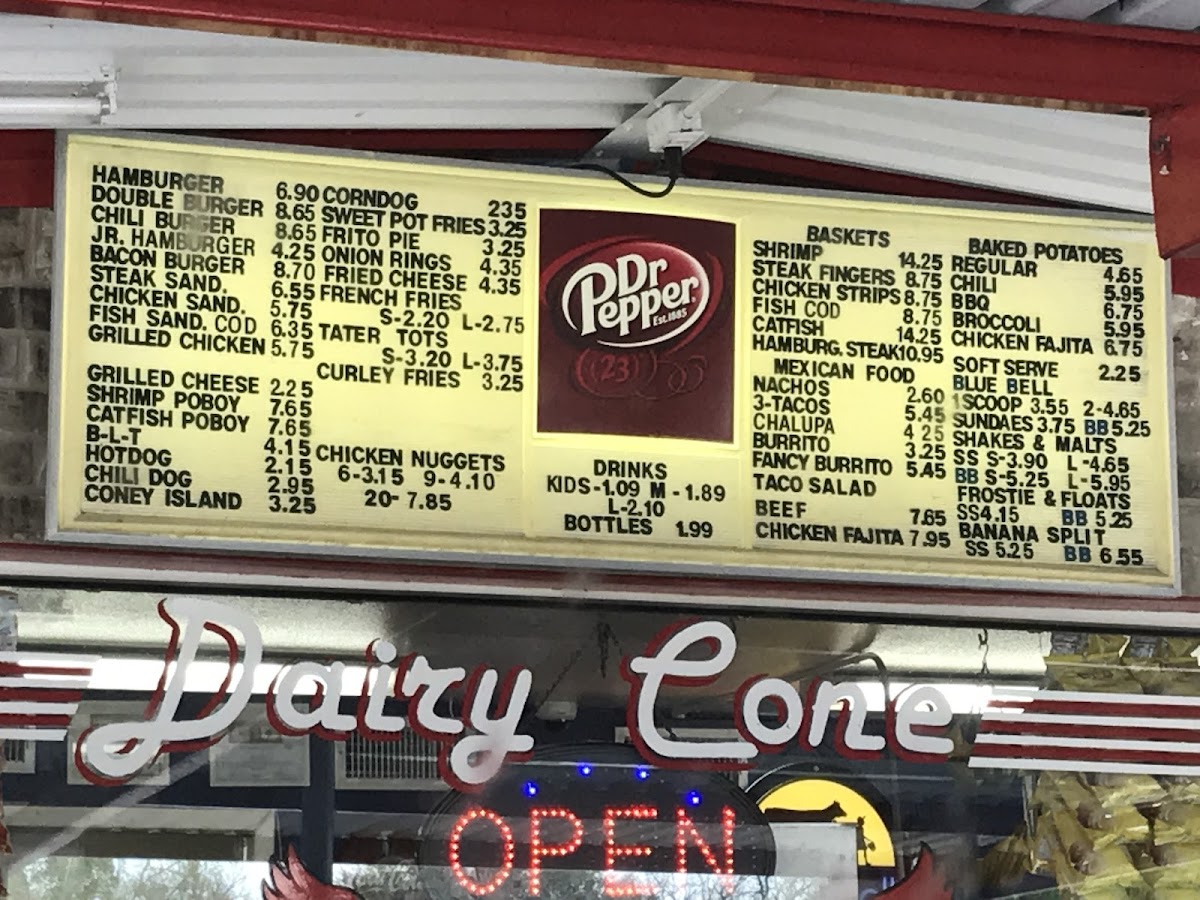 HAMBURGER 6.90
DOUBLE BURGER 8.65
CHILI BURGER 8.65
JR. HAMBURGER 4.25
BACON BURGER 8.70
STEAK SAND. 6.55
CHICKEN SAND. 5.75
FISH SAND. COD 6.35
GRILLED CHICKEN 5.75
GRILLED CHEESE 2.25
SHRIMP POBOY 7.65
CATFISH POBOY 7.65
B-L-T 4.15
HOTDOG 2.15
CHILI DOG 2.95
CONEY ISLAND 3.25
CORNDOG 235
SWEET POT FRIES 3.25
FRITO PIE 3.25
ONION RINGS 4.35
FRIED CHEESE 4.35
FRENCH FRIES
S-2.20 L-2.75
TATER TOTS
S-3.20 L-3.75
CURLEY FRIES 3.25
CHICKEN NUGGETS
6-3.15 9-4.10
20-7.85
Dr
Pepper
Est.1885
(23)
DRINKS
KIDS-1.09 M-1.89
L-2.10
BOTTLES 1.99
BASKETS
SHRIMP 14.25
STEAK FINGERS 8.75
CHICKEN STRIPS 8.75
FISH COD 8.75
CATFISH 14.25
HAMBURG. STEAK 10.95
MEXICAN FOOD
NACHOS 2.60
3-TACOS 5.45
CHALUPA 4 25
BURRITO 3.25
FANCY BURRITO 5.45
TACO SALAD
BEEF 7.65
CHICKEN FAJITA 7.95
BAKED POTATOES
REGULAR 4.65
CHILI 5.95
BBQ 6.75
BROCCOLI 5.95
CHICKEN FAJITA 6.75
SOFT SERVE 2.25
BLUE BELL
1SCOOP 3.55 2-4.65
SUNDAES 3.75 BB 5.25
SHAKES & MALTS
SS S-3.90 L-4.65
BB S-5.25 L-5.95
FROSTIE & FLOATS
SS4.15 BB 5.25
BANANA SPLIT
SS 5.25 BB 6.55
Dairy Cone
OPEN